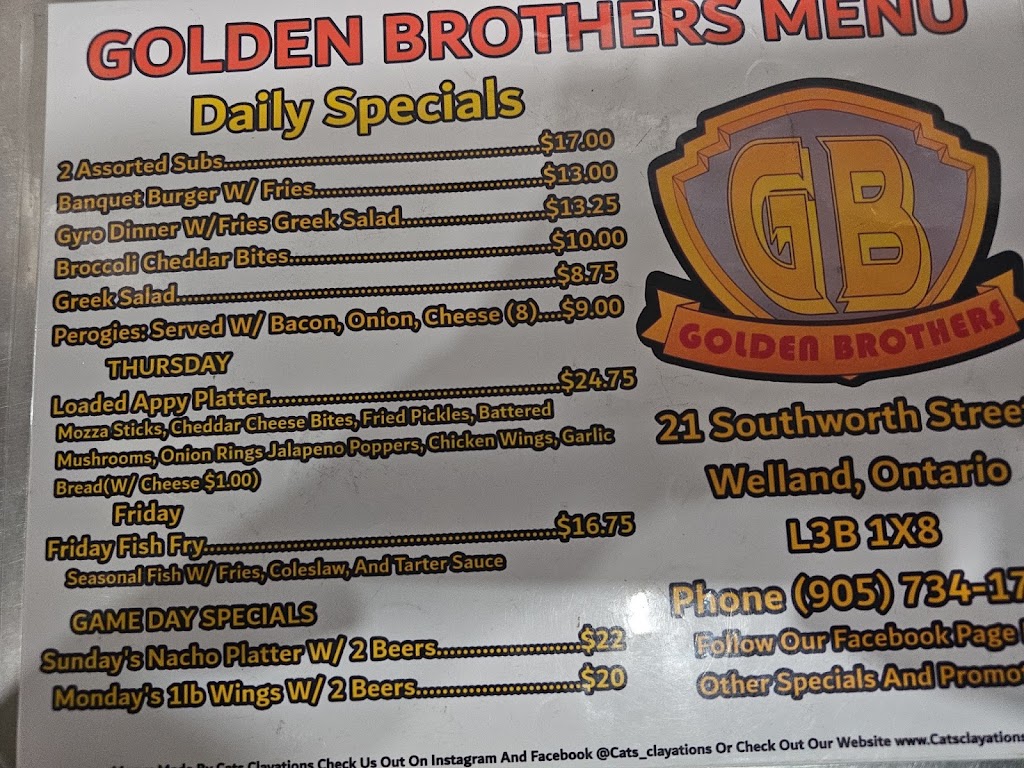 GOLDEN BROTHERS MENU
Daily Specials
2 Assorted Subs..........$17.00
Banquet Burger W/ Fries..........$13.00
Gyro Dinner W/Fries Greek Salad..........$13.25
Broccoli Cheddar Bites..........$10.00
Greek Salad..........$8.75
Perogies: Served W/ Bacon, Onion, Cheese (8)....$9.00
THURSDAY
Loaded Appy Platter..........$24.75
Mozza Sticks, Cheddar Cheese Bites, Fried Pickles, Battered
Mushrooms, Onion Rings Jalapeno Poppers, Chicken Wings, Garlic
Bread(W/ Cheese $1.00)
Friday
Friday Fish Fry..........$16.75
Seasonal Fish W/ Fries, Coleslaw, And Tarter Sauce
GAME DAY SPECIALS
Sunday's Nacho Platter W/ 2 Beers..........$22
Monday's 1lb Wings W/ 2 Beers..........$20
GB
GOLDEN BROTHERS
21 Southworth Street
Welland, Ontario
L3B 1X8
Phone (905) 734-17
Follow Our Facebook Page
Other Specials And Promot
Made By Cats Clayations Check Us Out On Instagram And Facebook @Cats_clayations Or Check Out Our Website www.Catsclayations